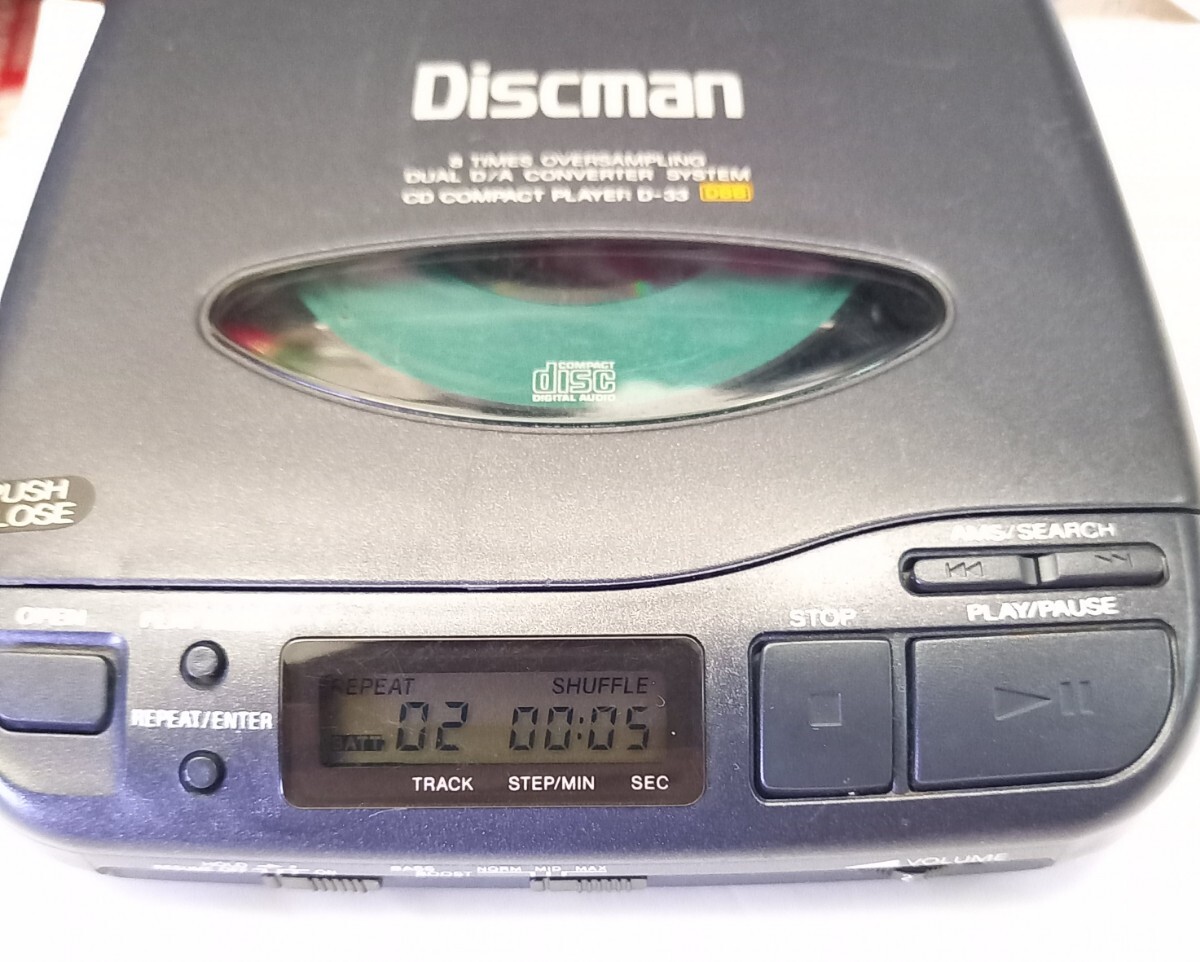 Discman
8 TIMES OVERSAMPLING
DUAL D/A CONVERTER SYSTEM
CD COMPACT PLAYER D-33 DBB
COMPACT
disc
DIGITAL AUDIO
PUSH
LOSE
AMS/SEARCH
OPEN
STOP
PLAY/PAUSE
REPEAT/ENTER
REPEAT SHUFFLE
BATT 02 00:05
TRACK STEP/MIN SEC
BASS
BOOST
NORM MID MAX
VOLUME